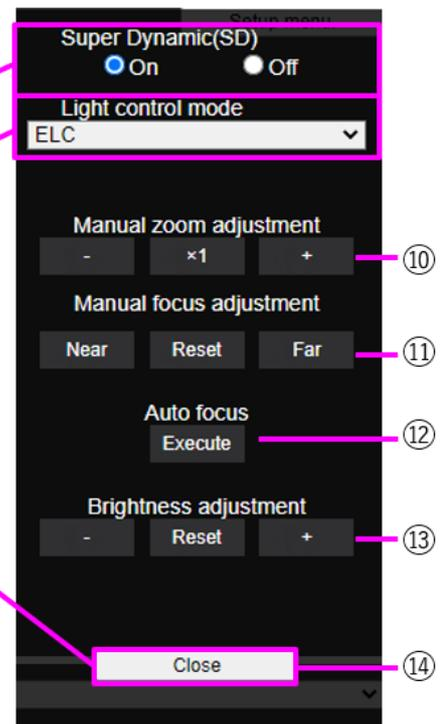 Setup menu
Super Dynamic(SD)
On Off
Light control mode
ELC
Manual zoom adjustment
- ×1 + ⑩
Manual focus adjustment
Near Reset Far ⑪
Auto focus
Execute ⑫
Brightness adjustment
- Reset + ⑬
Close ⑭